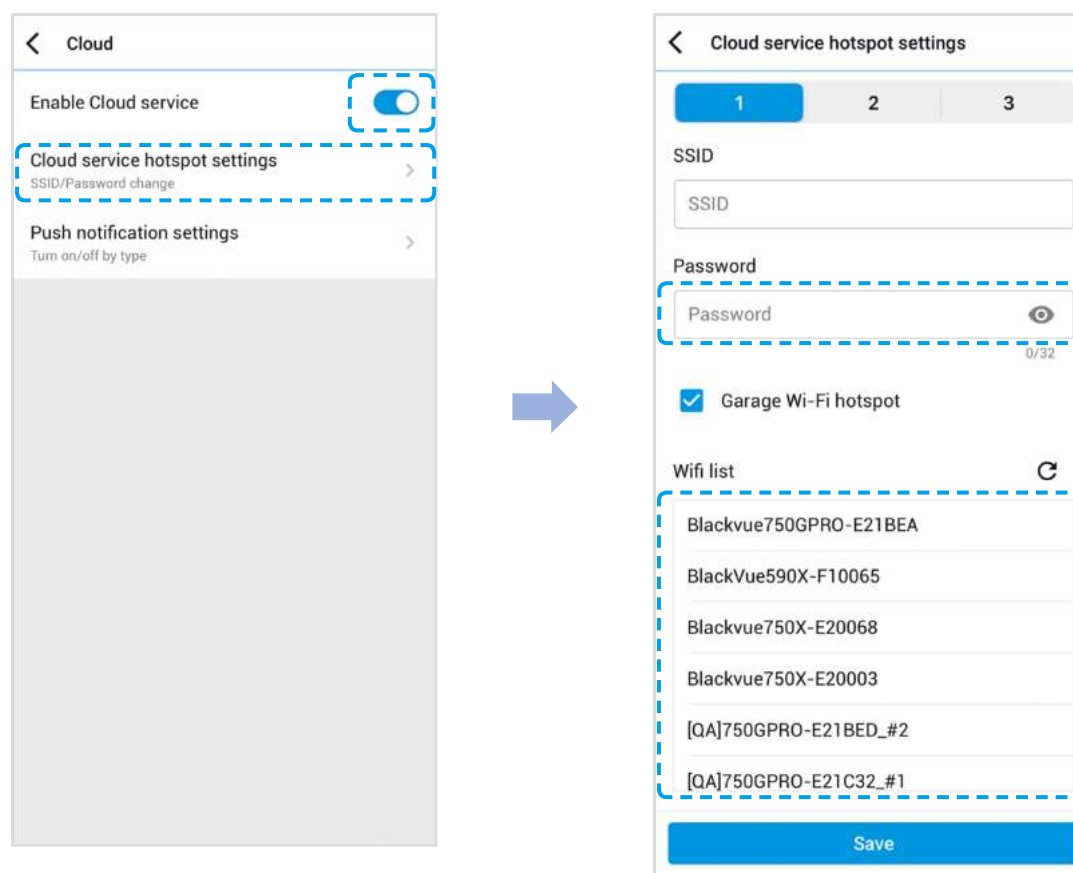 Cloud
Enable Cloud service
Cloud service hotspot settings
SSID/Password change
Push notification settings
Turn on/off by type
Cloud service hotspot settings
1 2 3
SSID
SSID
Password
Password
0/32
Garage Wi-Fi hotspot
Wifi list
Blackvue750GPRO-E21BEA
BlackVue590X-F10065
Blackvue750X-E20068
Blackvue750X-E20003
[QA]750GPRO-E21BED_#2
[QA]750GPRO-E21C32_#1
Save